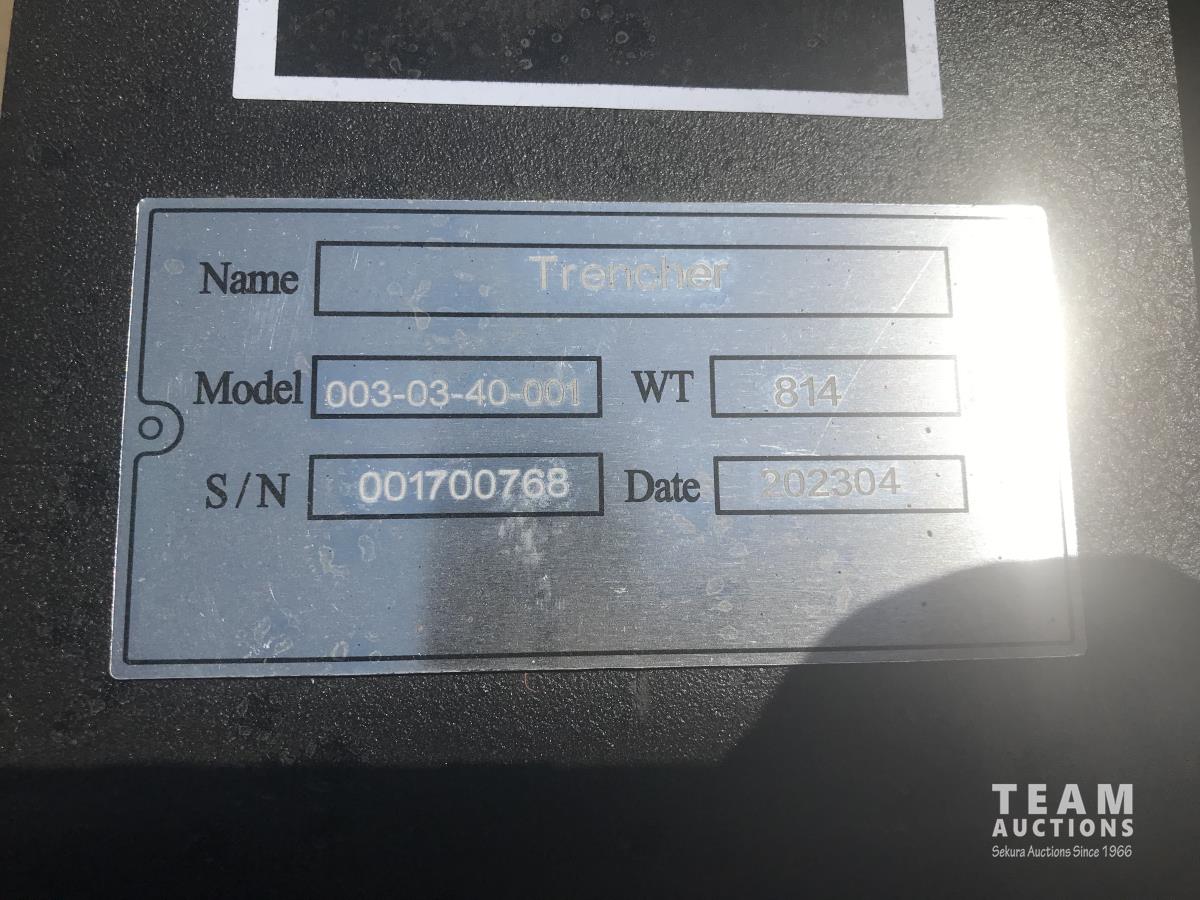 Name Trencher
Model 003-03-40-001 WT 814
S/N 001700768 Date 202304
TEAM
AUCTIONS
Sekura Auctions Since 1966